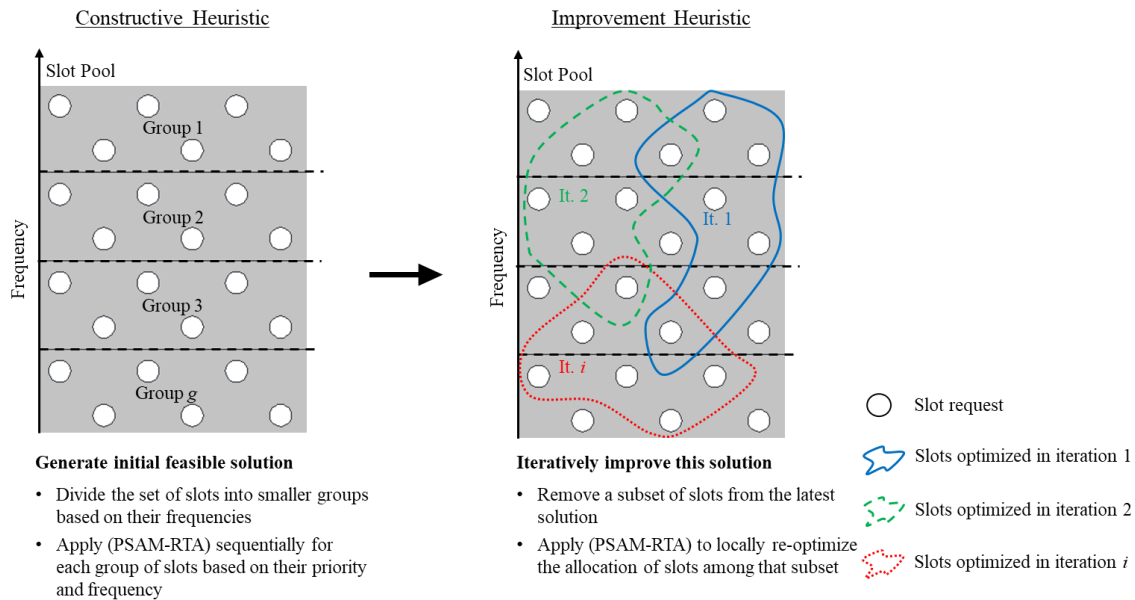 Constructive Heuristic
Slot Pool
Frequency
Group 1
Group 2
Group 3
Group g
Generate initial feasible solution
• Divide the set of slots into smaller groups
based on their frequencies
• Apply (PSAM-RTA) sequentially for
each group of slots based on their priority
and frequency
Improvement Heuristic
Slot Pool
Frequency
It. 2
It. 1
It. i
Iteratively improve this solution
• Remove a subset of slots from the latest
solution
• Apply (PSAM-RTA) to locally re-optimize
the allocation of slots among that subset
Slot request
Slots optimized in iteration 1
Slots optimized in iteration 2
Slots optimized in iteration i